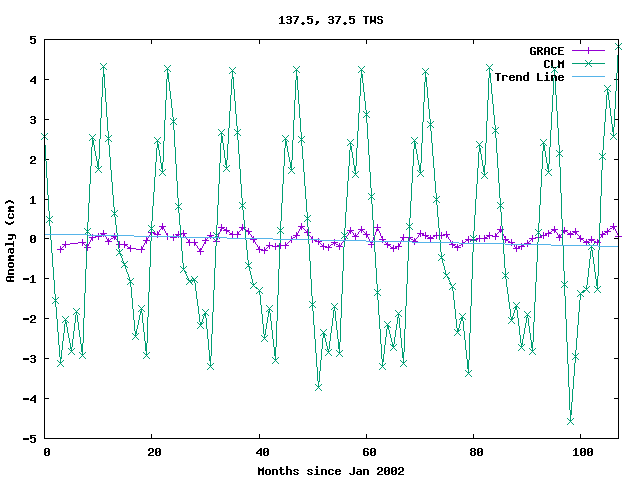 137.5, 37.5 TWS
GRACE
CLM
Trend Line
5
4
3
2
1
0
-1
-2
-3
-4
-5
Anomaly (cm)
0 20 40 60 80 100
Months since Jan 2002